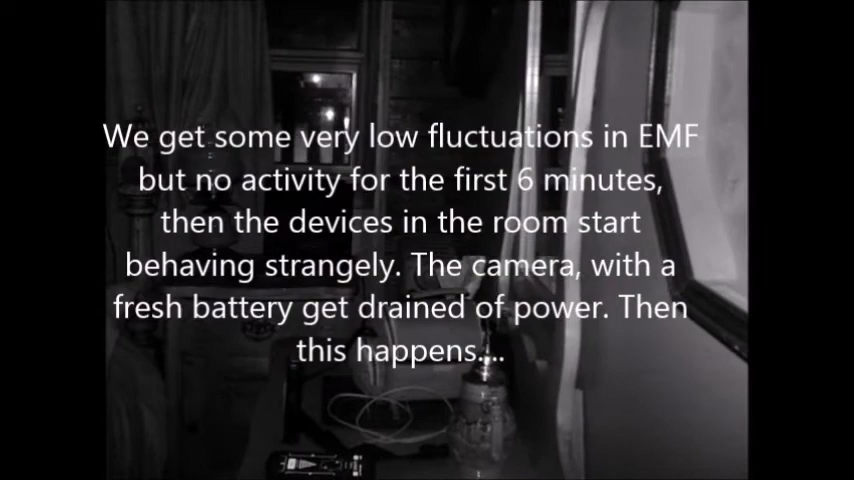 We get some very low fluctuations in EMF
but no activity for the first 6 minutes,
then the devices in the room start
behaving strangely. The camera, with a
fresh battery get drained of power. Then
this happens....